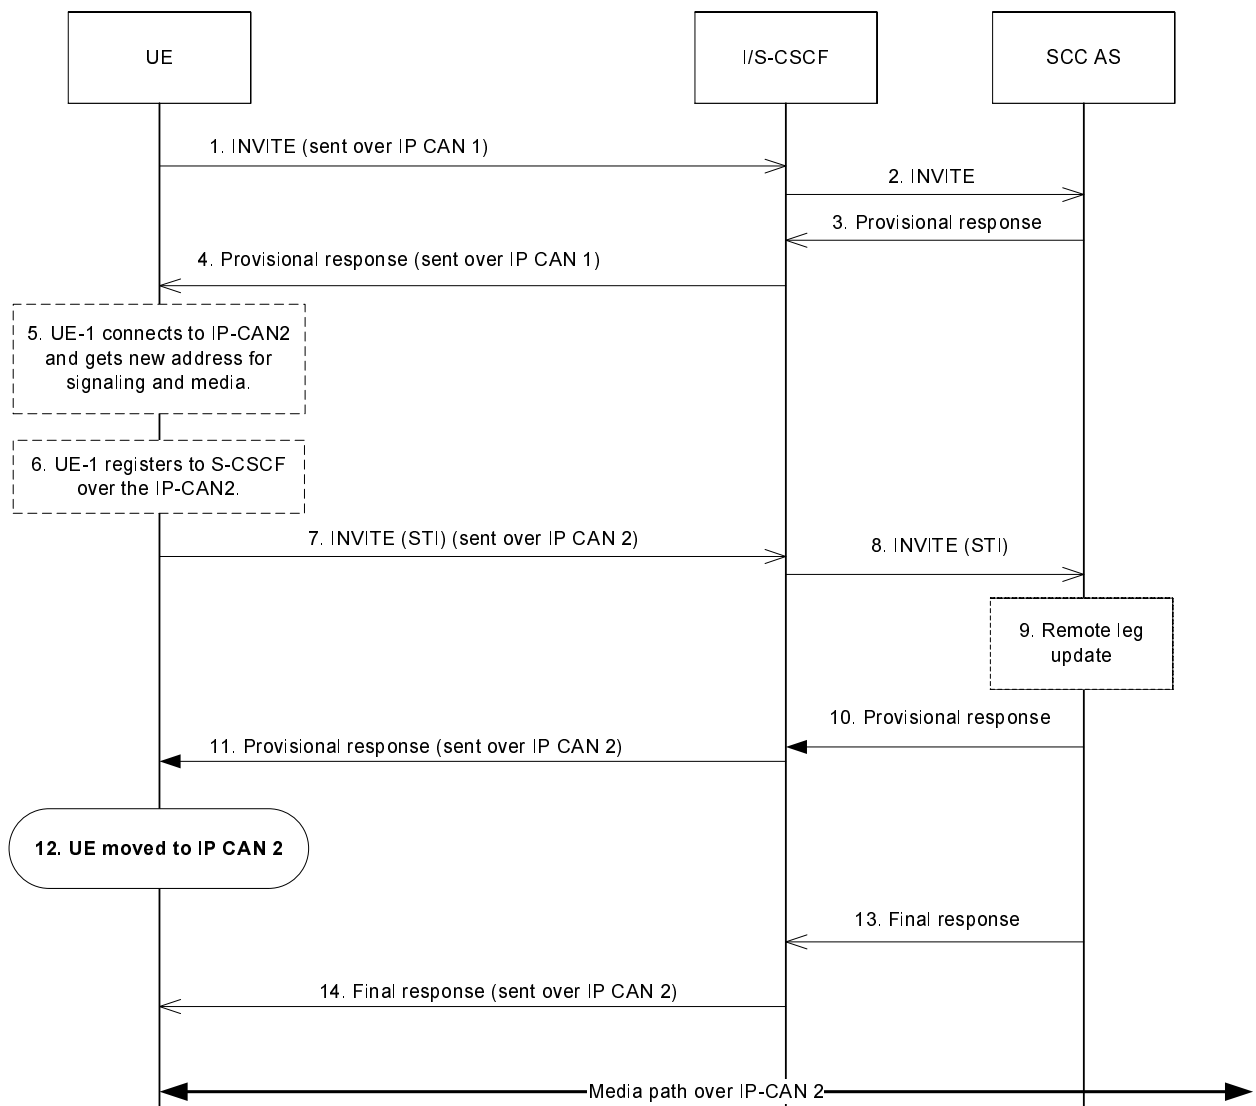 UE
I/S-CSCF
SCC AS
1. INVITE (sent over IP CAN 1)
2. INVITE
3. Provisional response
4. Provisional response (sent over IP CAN 1)
5. UE-1 connects to IP-CAN2
and gets new address for
signaling and media.
6. UE-1 registers to S-CSCF
over the IP-CAN2.
7. INVITE (STI) (sent over IP CAN 2)
8. INVITE (STI)
9. Remote leg
update
10. Provisional response
11. Provisional response (sent over IP CAN 2)
12. UE moved to IP CAN 2
13. Final response
14. Final response (sent over IP CAN 2)
Media path over IP-CAN 2